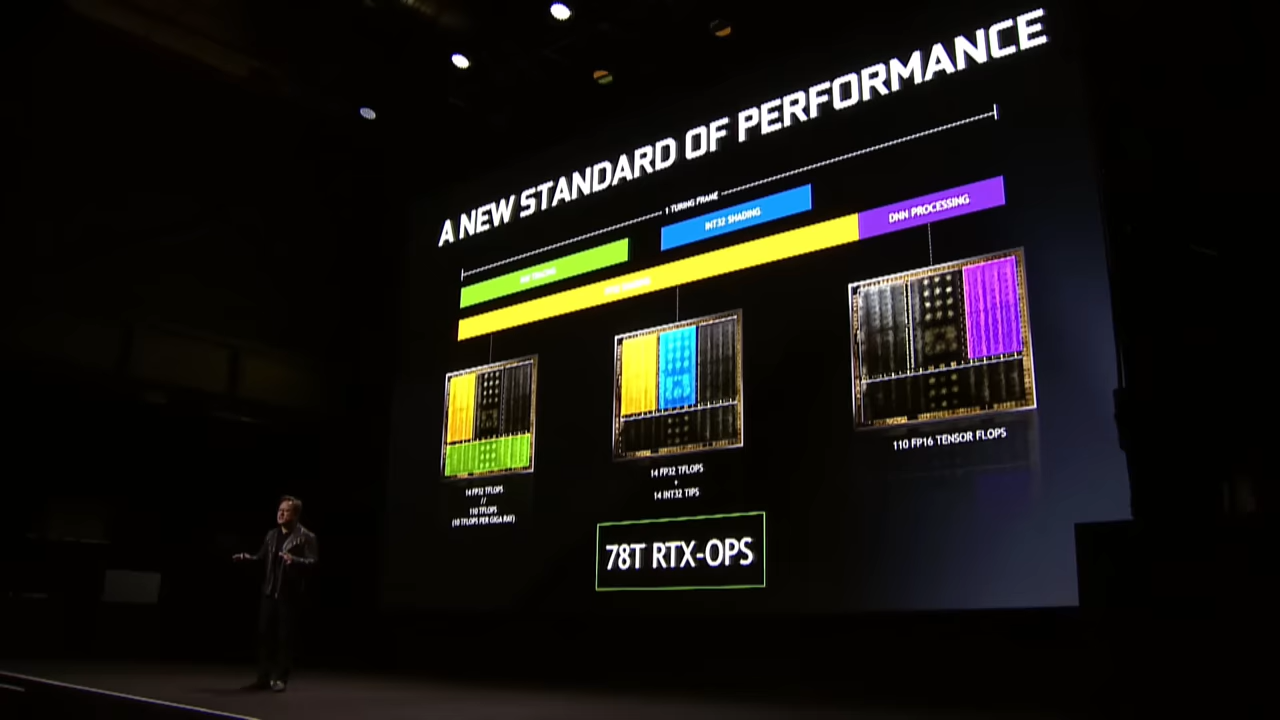 A NEW STANDARD OF PERFORMANCE
1 TURING FRAME
INT32 SHADING
DNN PROCESSING
14 FP32 TFLOPS
//
110 TFLOPS
(10 TFLOPS PER GIGA RAY)
14 FP32 TFLOPS
+
14 INT32 TIPS
110 FP16 TENSOR FLOPS
78T RTX-OPS